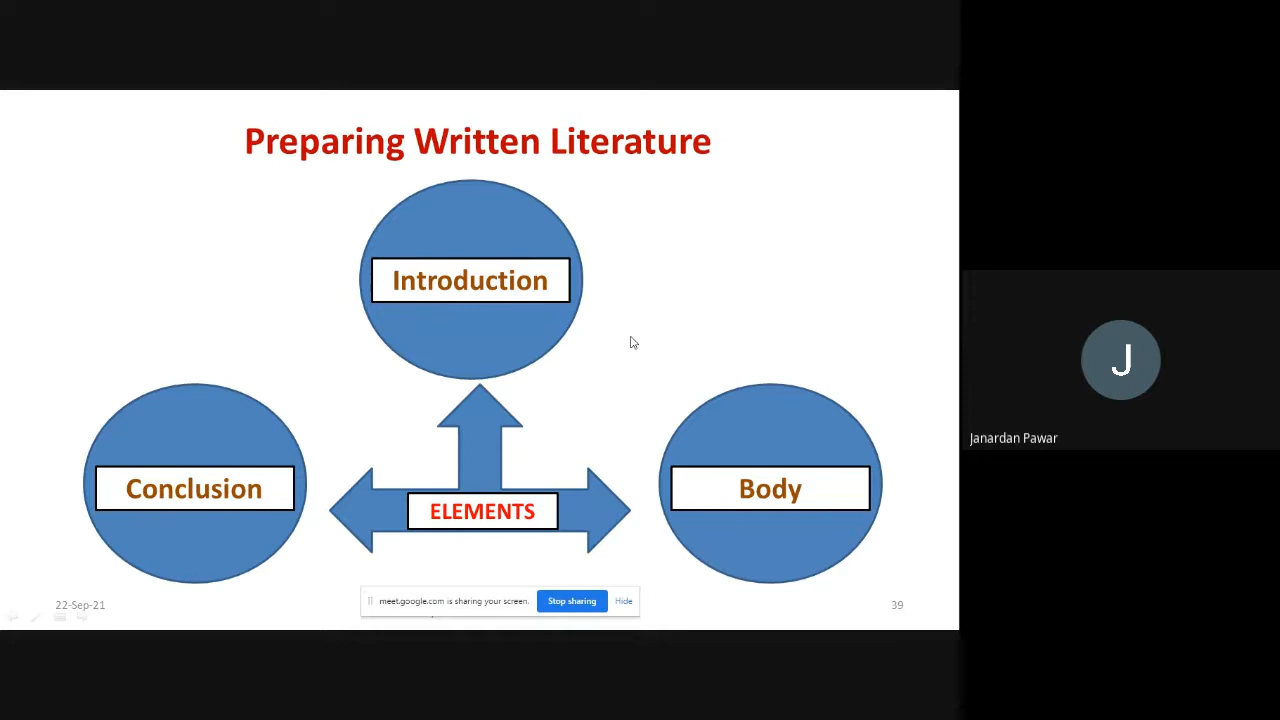 Preparing Written Literature
Introduction
Conclusion
ELEMENTS
Body
meet.google.com is sharing your screen.
Stop sharing
Hide
22-Sep-21
39
J
Janardan Pawar